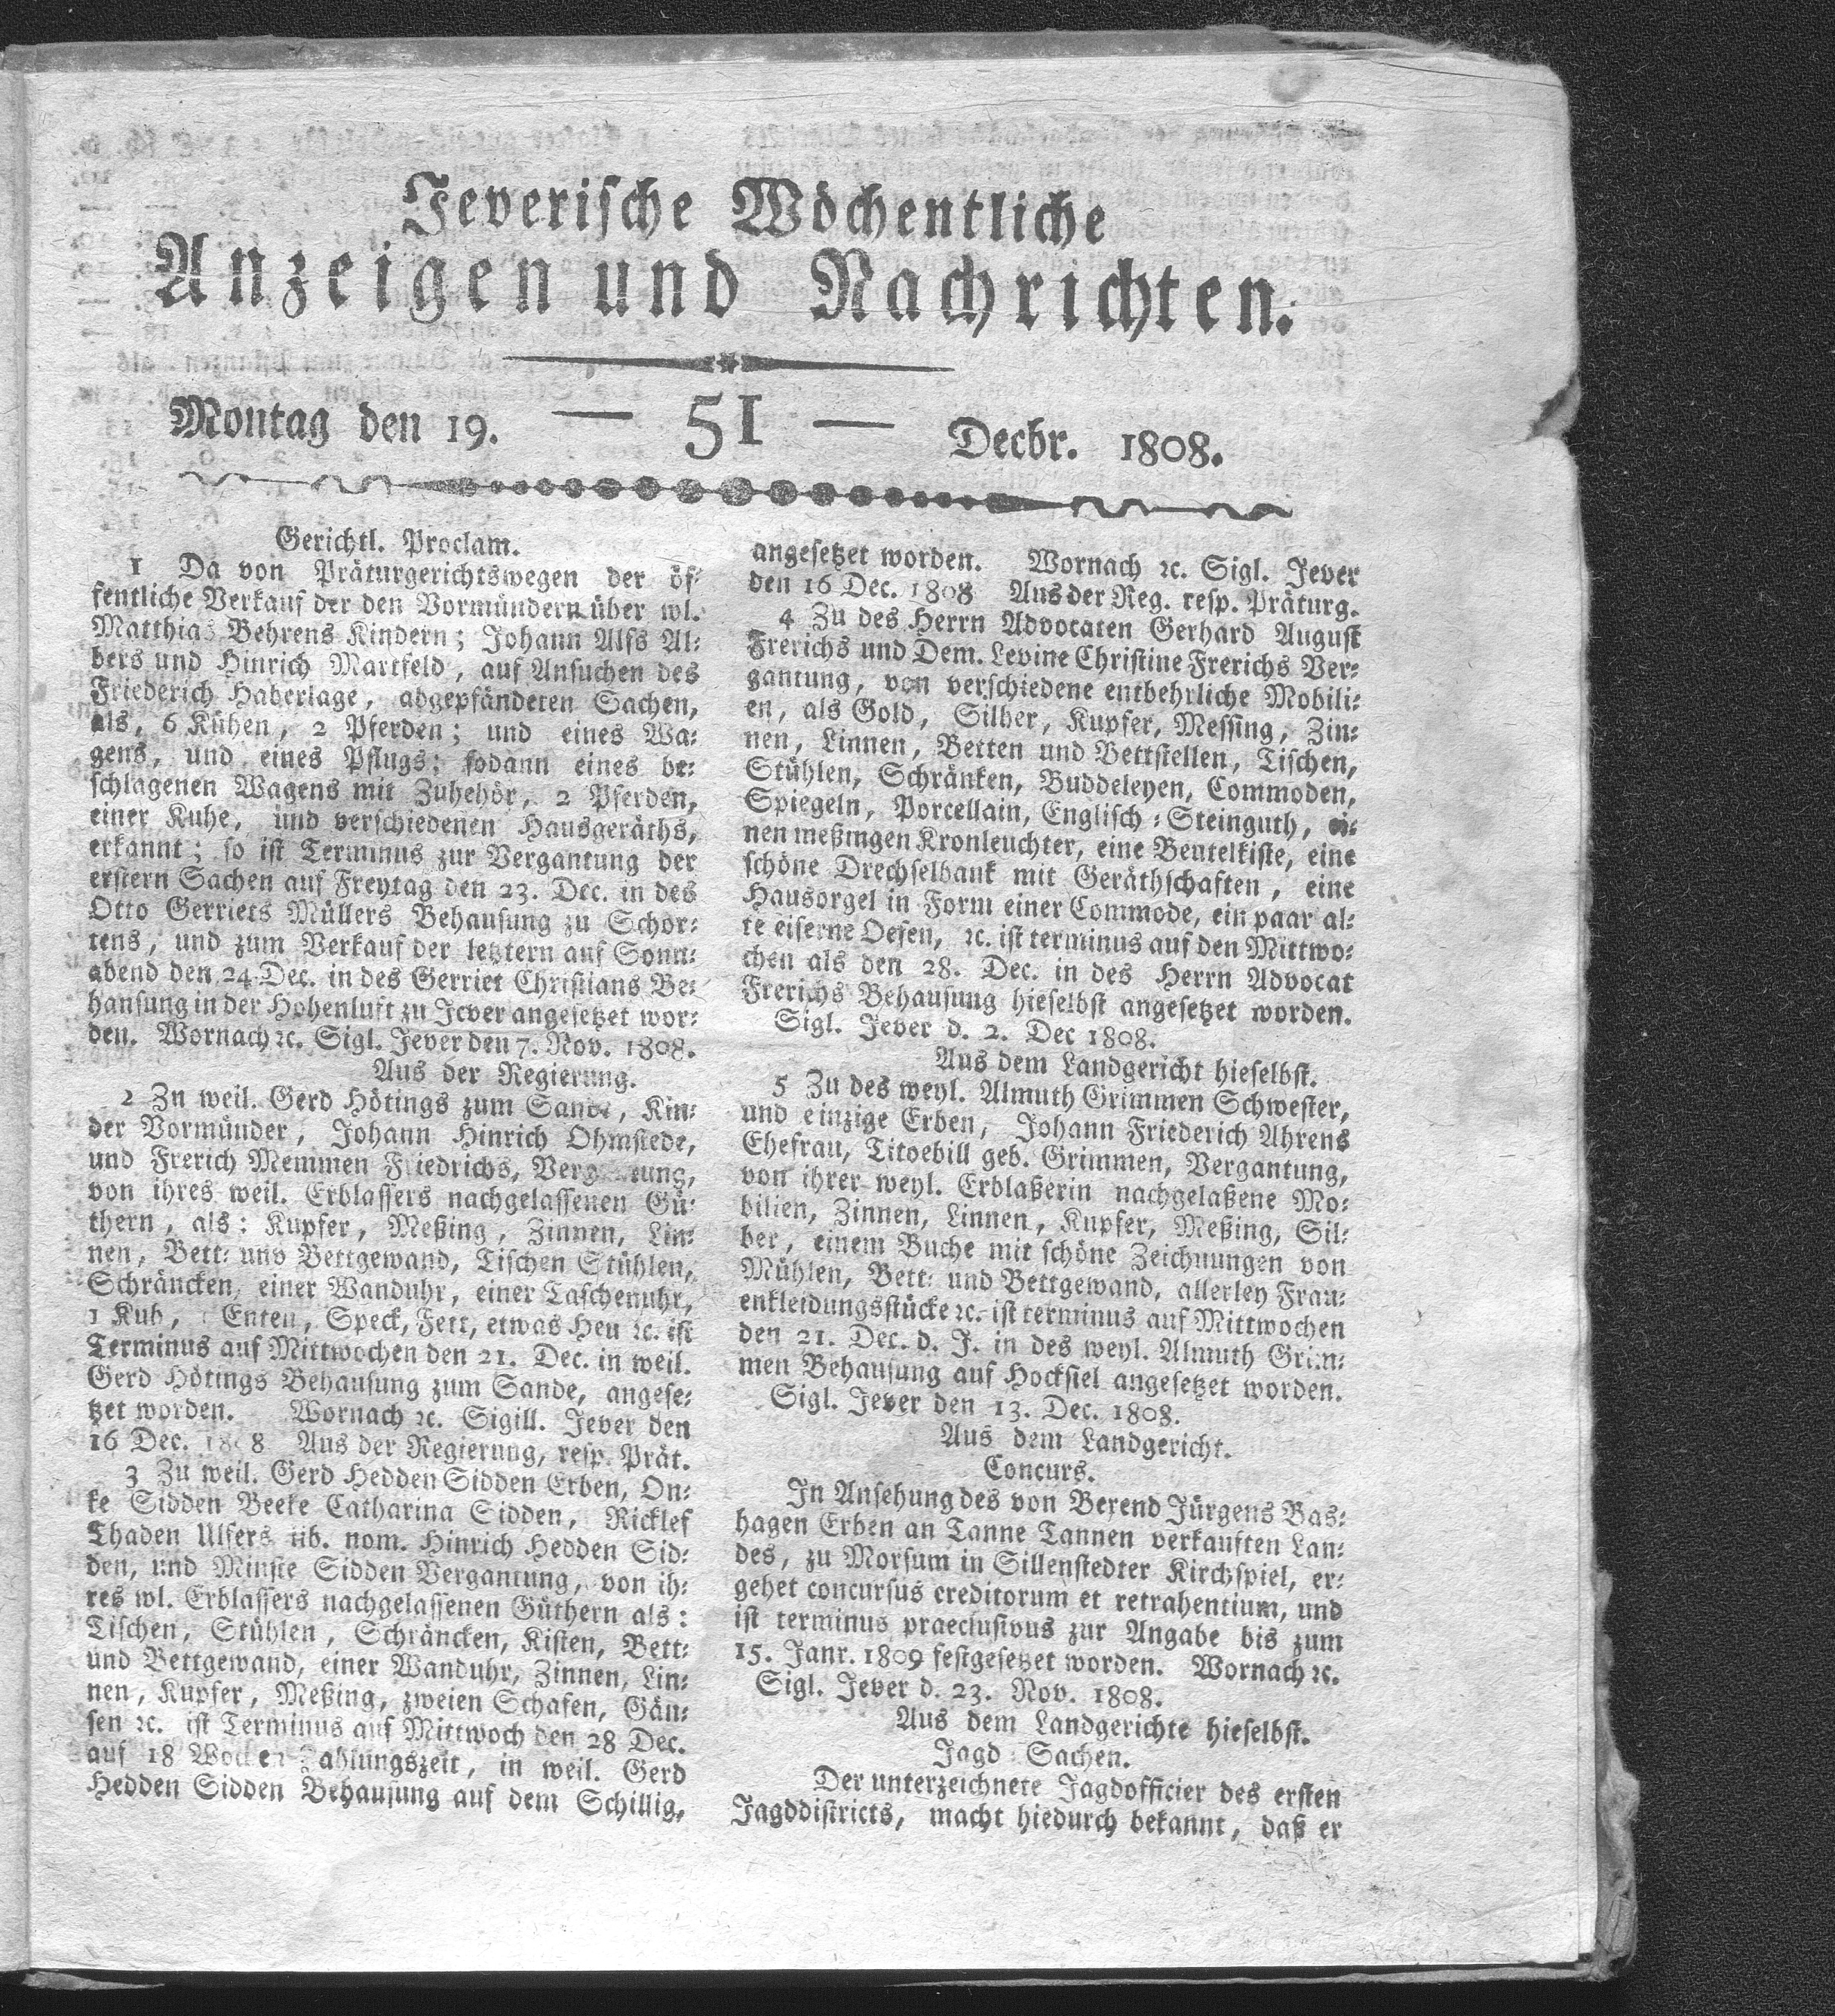 Jeverische Wöchentliche
Anzeigen und Nachrichten.
Montag den 19. — 51 — Decbr. 1808.
Gerichtl. Proclam.
1 Da von Präturgerichtswegen der öf-
fentliche Verkauf der den Vormündern über wl.
Matthias Behrens Kindern; Johann Alfs Al-
bers und Hinrich Martfeld, auf Ansuchen des
Friederich Haberlage, abgepfändeten Sachen,
als, 6 Kühen, 2 Pferden; und eines Wa-
gens, und eines Pflugs; sodann eines be-
schlagenen Wagens mit Zubehör, 2 Pferden,
einer Kuhe, und verschiedenen Hausgeräths,
erkannt; so ist Terminus zur Vergantung der
erstern Sachen auf Freytag den 23. Dec. in des
Otto Gerriets Müllers Behausung zu Schor-
tens, und zum Verkauf der letztern auf Sonn-
abend den 24 Dec. in des Gerriet Christians Be-
hausung in der Hohenluft zu Jever angesetzet wor-
den. Wornach ꝛc. Sigl. Jever den 7. Nov. 1808.
Aus der Regierung.
2 Zu weil. Gerd Hötings zum Sande, Kin-
der Vormünder, Johann Hinrich Ohmstede,
und Frerich Memmen Friedrichs,
von ihres weil. Erblassers nachgelassenen Gü-
thern, als: Kupfer, Meßing, Zinnen, Lin-
nen, Bett- und Bettgewand, Tischen Stühlen,
Schräncken, einer Wanduhr, einer Taschenuhr,
1 Kuh, Enten, Speck, Fett, etwas Heu ꝛc. ist
Terminus auf Mittwochen den 21. Dec. in weil.
Gerd Hötings Behausung zum Sande, angese-
tzet worden. Wornach ꝛc. Sigill. Jever den
16 Dec. 1808 Aus der Regierung, resp. Prät.
3 Zu weil. Gerd Hedden Sidden Erben, On-
ke Sidden Beeke Catharina Sidden, Ricklef
Thaden Ulfers ub. nom. Hinrich Hedden Sid-
den, und Minste Sidden Vergantung, von ih-
res wl. Erblassers nachgelassenen Güthern als:
Tischen, Stühlen, Schräncken, Kisten, Bett-
und Bettgewand, einer Wanduhr, Zinnen, Lin-
nen, Kupfer, Meßing, zweien Schafen, Gän-
sen ꝛc. ist Terminus auf Mittwoch den 28 Dec.
auf 18 Wochen Zahlungszeit, in weil. Gerd
Hedden Sidden Behausung auf dem Schillig,
angesetzet worden. Wornach ꝛc. Sigl. Jever
den 16 Dec. 1808 Aus der Reg. resp. Präturg.
4 Zu des Herrn Advocaten Gerhard August
Frerichs und Dem. Levine Christine Frerichs Ver-
gantung, von verschiedene entbehrliche Mobili-
en, als Gold, Silber, Kupfer, Messing, Zin-
nen, Linnen, Betten und Bettstellen, Tischen,
Stühlen, Schränken, Buddeleyen, Commoden,
Spiegeln, Porcellain, Englisch-Steinguth, ei-
nen meßingen Kronleuchter, eine Beutelkiste, eine
schöne Drechselbank mit Geräthschaften, eine
Hausorgel in Form einer Commode, ein paar al-
te eiserne Oefen, ꝛc. ist terminus auf den Mittwo-
chen als den 28. Dec. in des Herrn Advocat
Frerichs Behausung hieselbst angesetzet worden.
Sigl. Jever d. 2. Dec 1808.
Aus dem Landgericht hieselbst.
5 Zu des weyl. Almuth Grimmen Schwester,
und einzige Erben, Johann Friederich Ahrens
Ehefrau, Titoebill geb. Grimmen, Vergantung,
von ihrer weyl. Erblaßerin nachgelaßene Mo-
bilien, Zinnen, Linnen, Kupfer, Meßing, Sil-
ber, einem Buche mit schöne Zeichnungen von
Mühlen, Bett- und Bettgewand, allerley Frau-
enkleidungsstücke ꝛc. ist terminus auf Mittwochen
den 21. Dec. d. J. in des weyl. Almuth Grim-
men Behausung auf Hocksiel angesetzet worden.
Sigl. Jever den 13. Dec. 1808.
Aus dem Landgericht.
Concurs.
In Ansehung des von Berend Jürgens Bas-
hagen Erben an Tanne Tannen verkauften Lan-
des, zu Morsum in Sillenstedter Kirchspiel, er-
gehet concursus creditorum et retrahentium, und
ist terminus praeclusivus zur Angabe bis zum
15. Janr. 1809 festgesetzet worden. Wornach ꝛc.
Sigl. Jever d. 23. Nov. 1808.
Aus dem Landgerichte hieselbst.
Jagd-Sachen.
Der unterzeichnete Jagdofficier des ersten
Jagddistricts, macht hiedurch bekannt, daß er